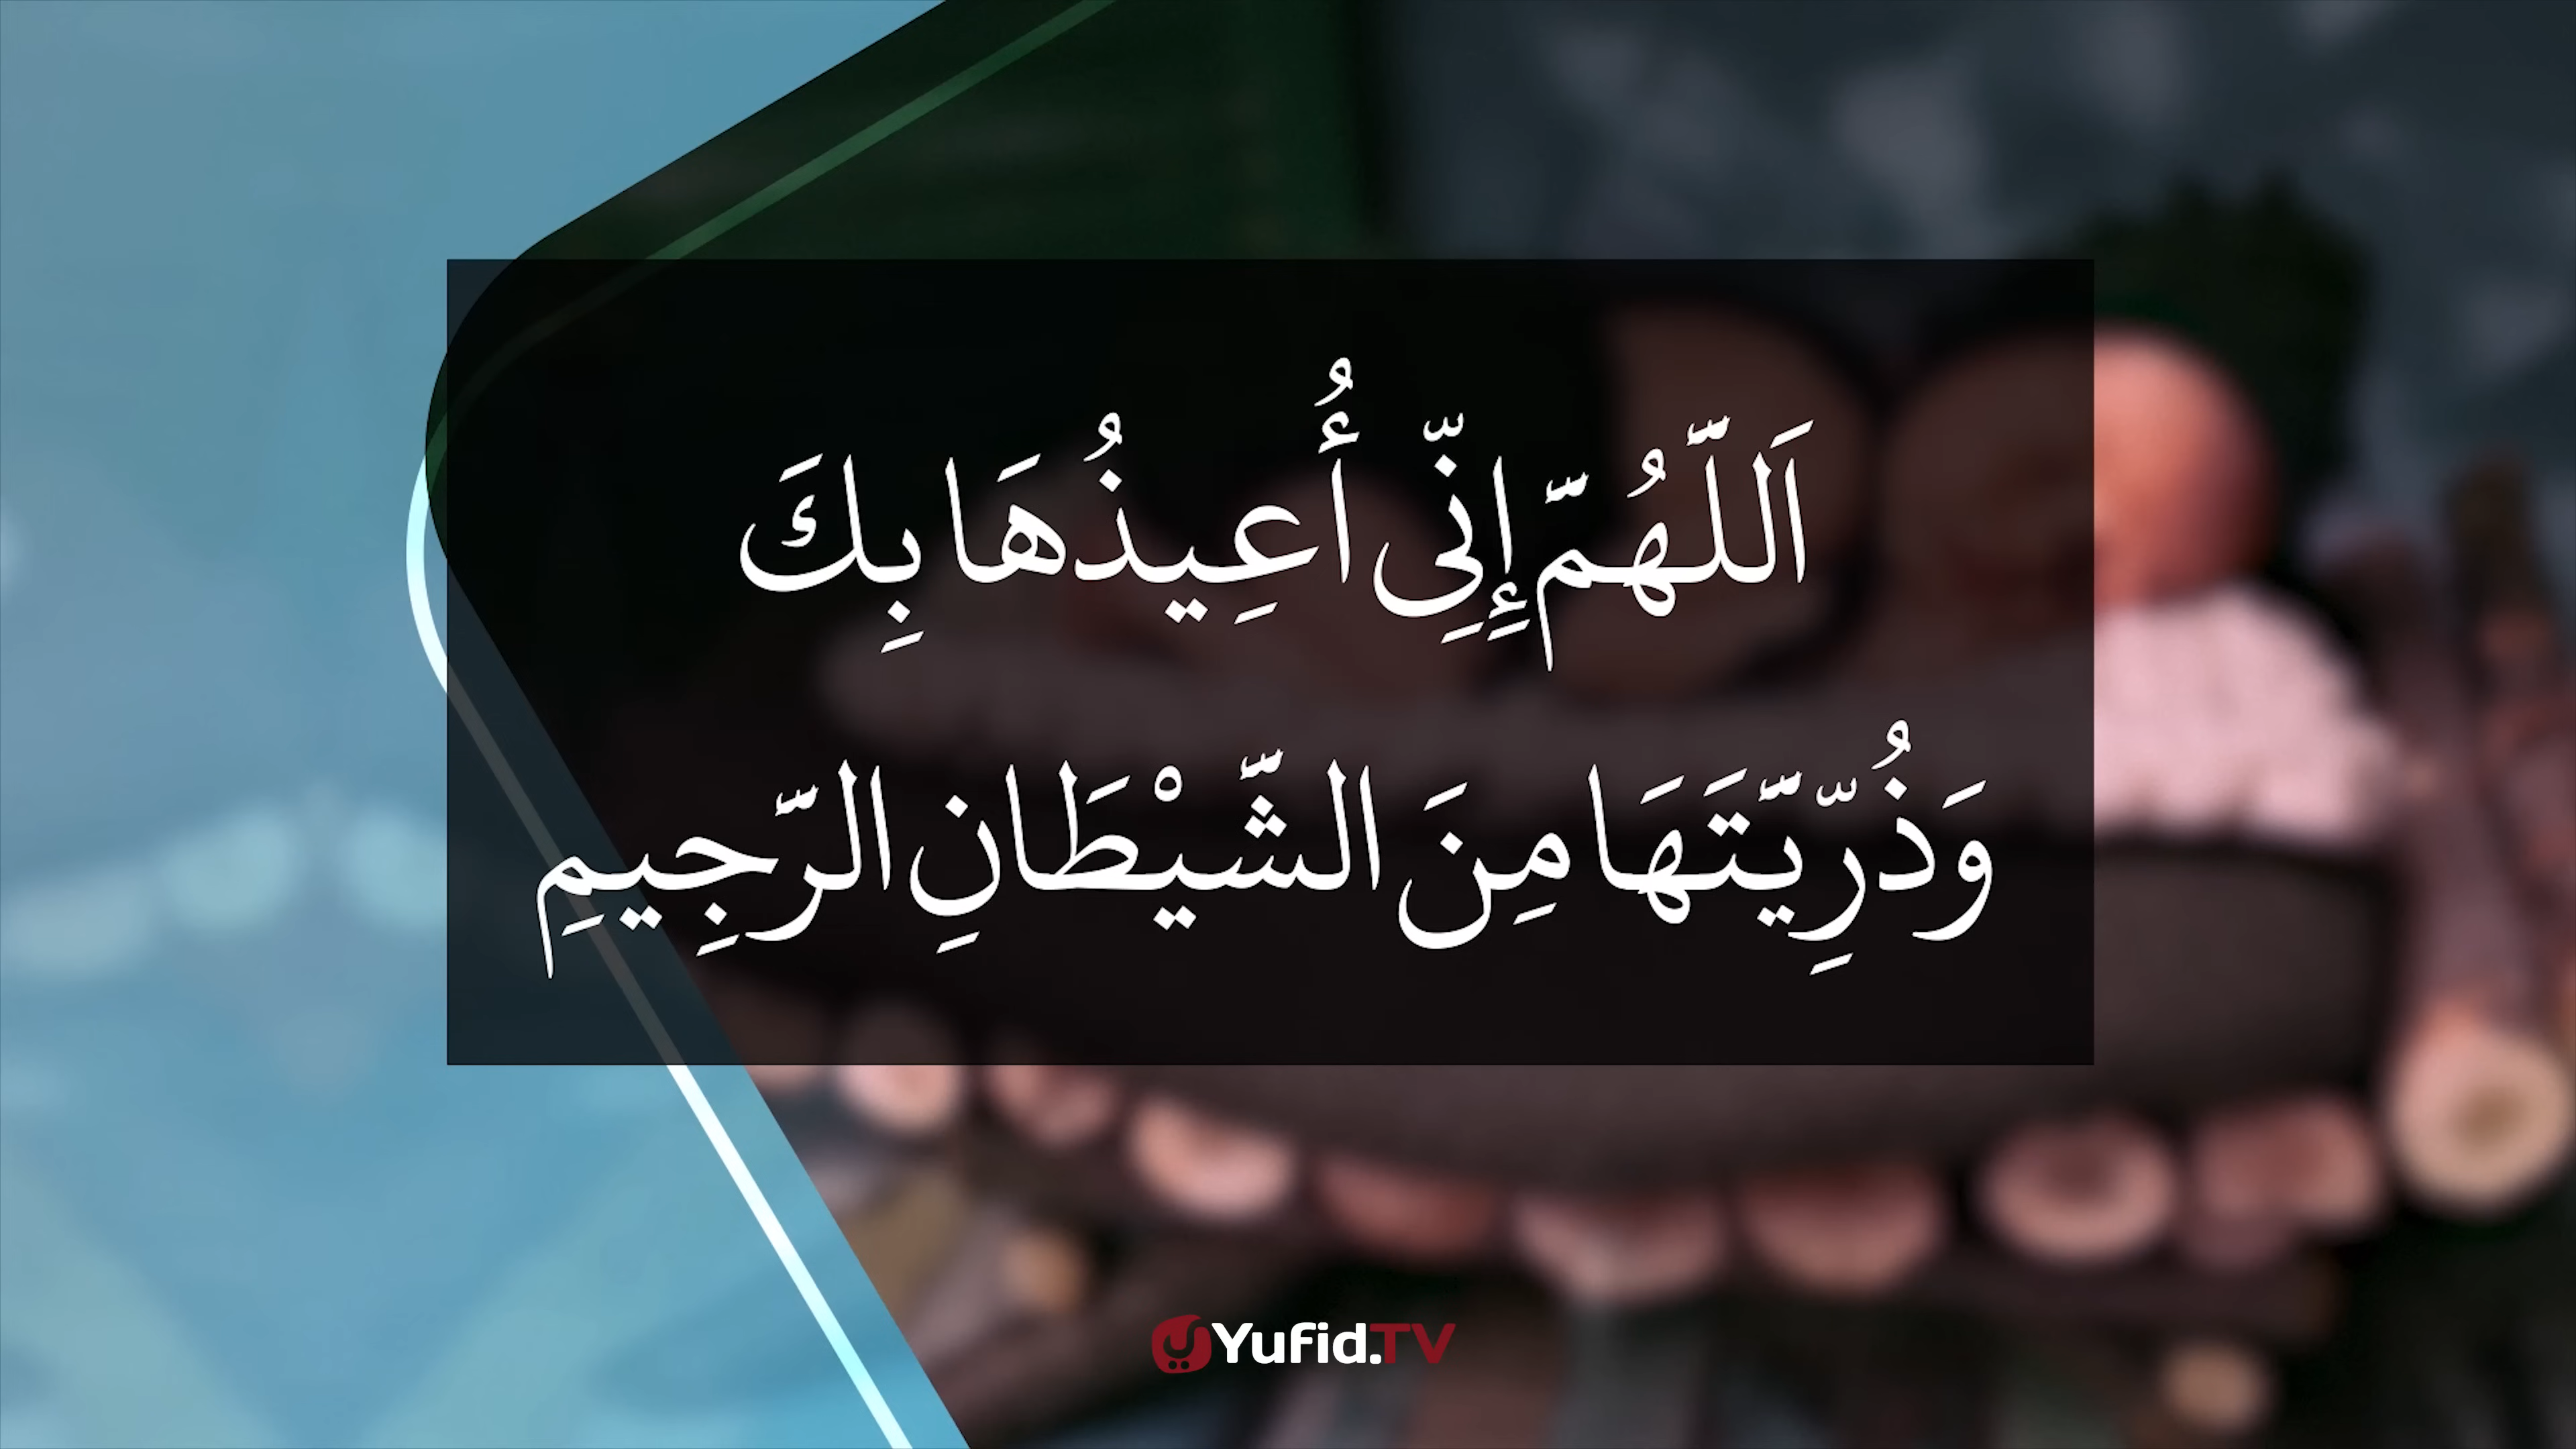 اَللّٰهُمّ إِنِّى أُعِيذُهَا بِكَ
وَذُرِّيّتَهَا مِنَ الشّيْطَانِ الرّجِيمِ
Yufid.TV